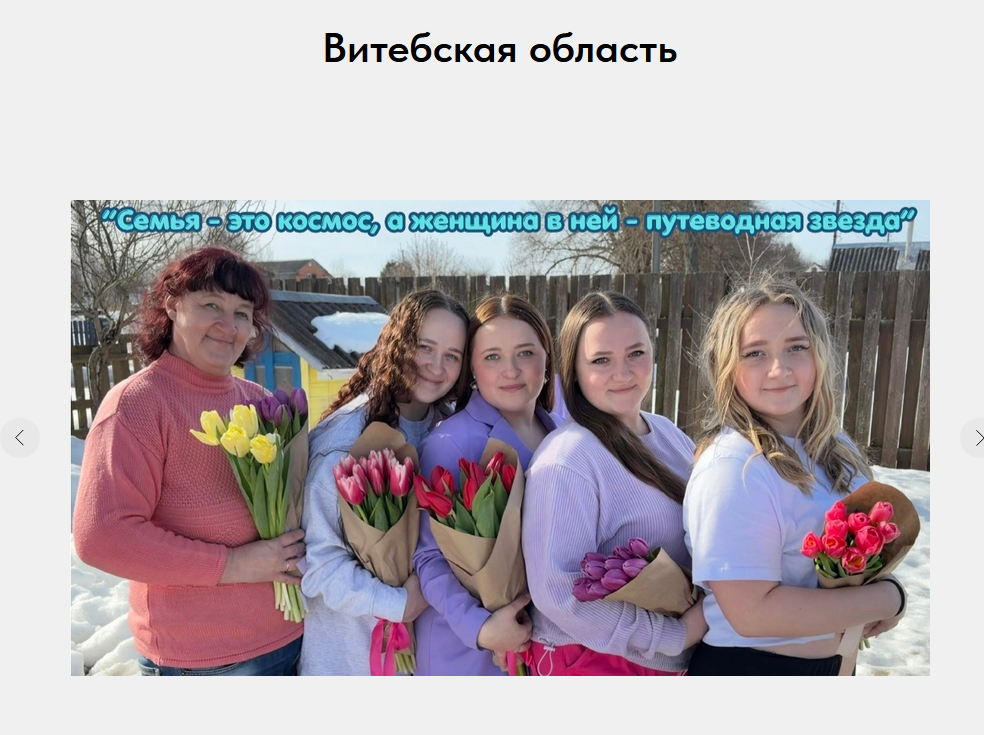 Витебская область
"Семья - это космос, а женщина в ней - путеводная звезда"